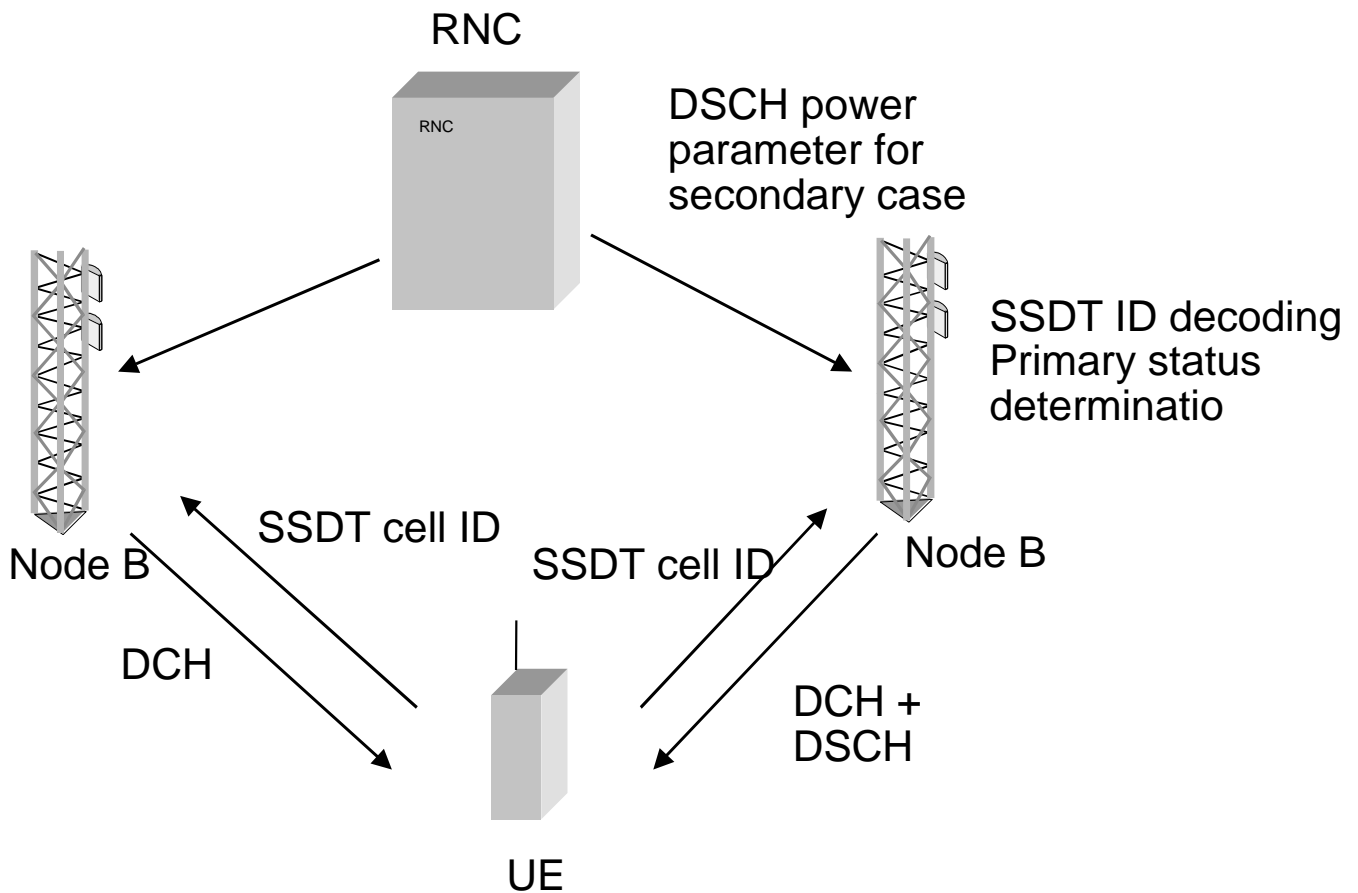 RNC
RNC
DSCH power
parameter for
secondary case
SSDT ID decoding
Primary status
determinatio
SSDT cell ID
SSDT cell ID
Node B
Node B
DCH
DCH +
DSCH
UE